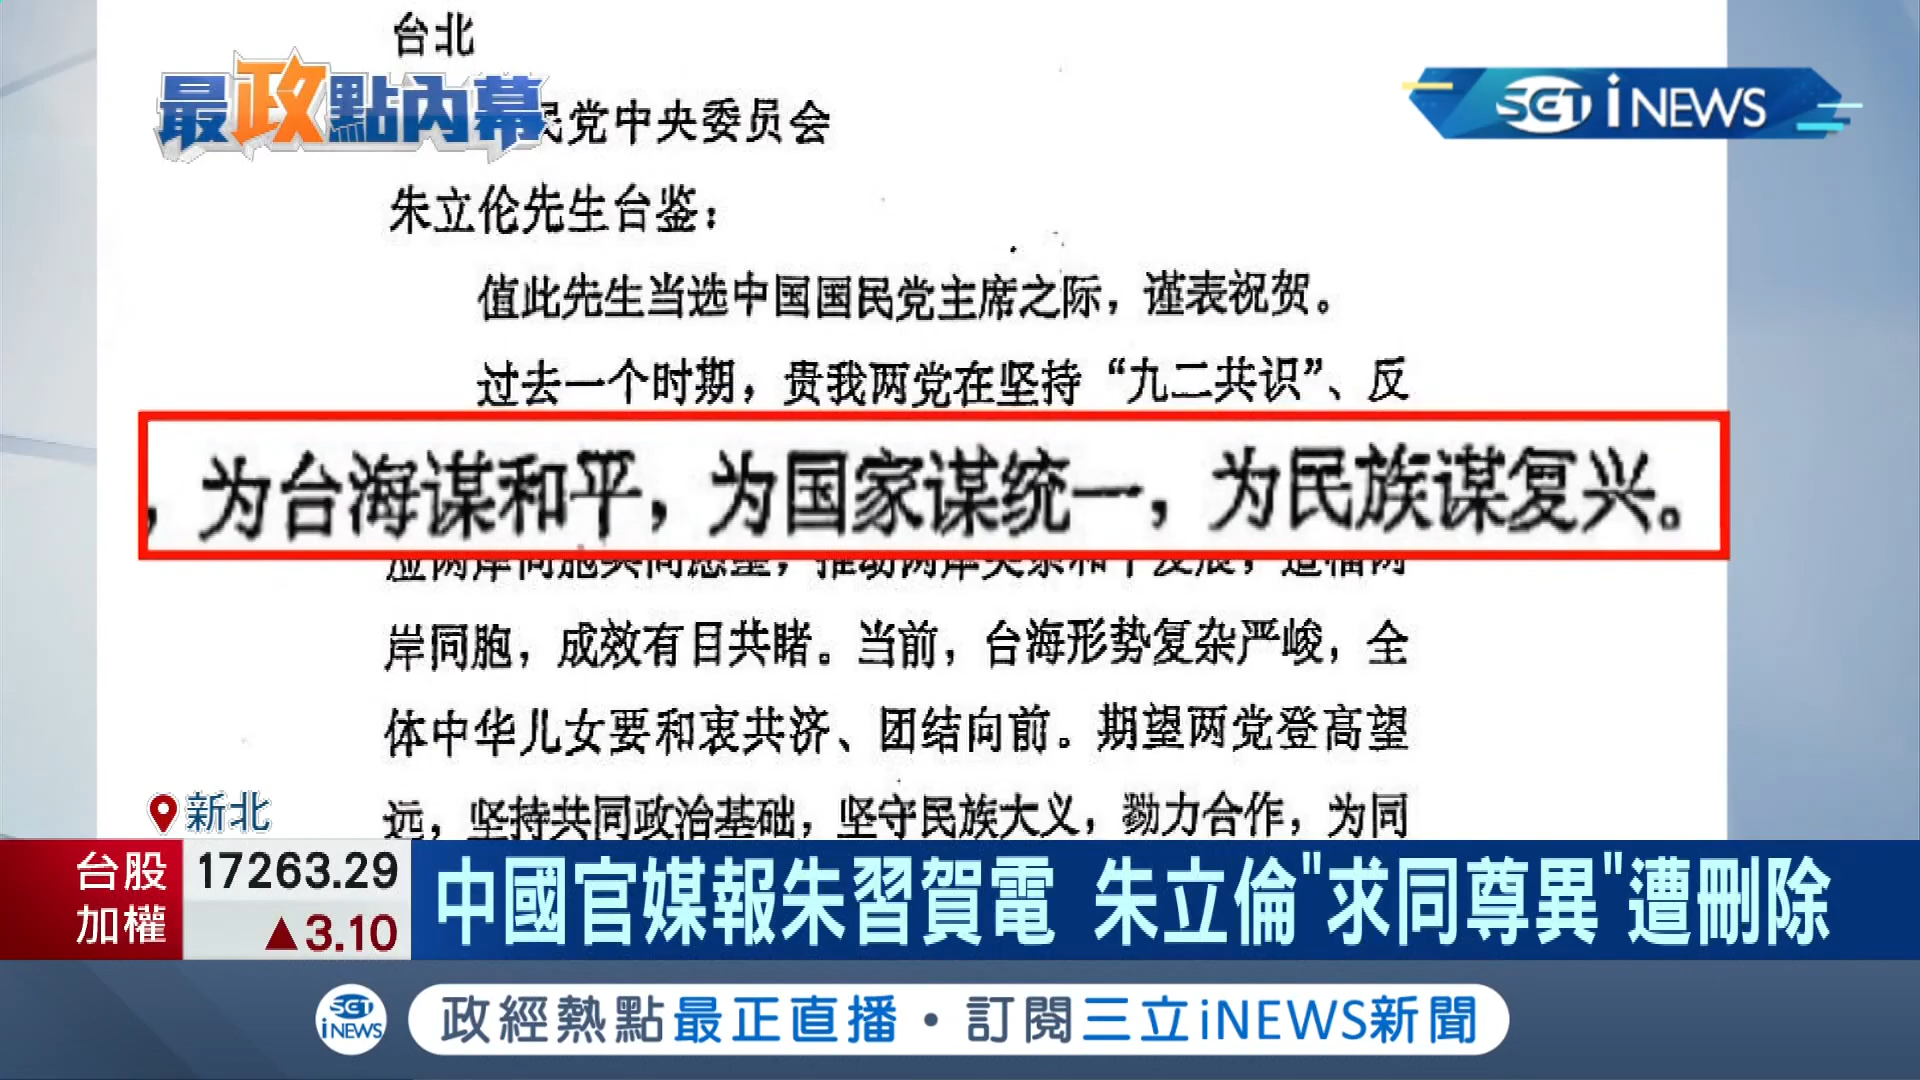 台北
最政點內幕
民党中央委员会
SET iNEWS
朱立伦先生台鉴：
值此先生当选中国国民党主席之际，谨表祝贺。
过去一个时期，贵我两党在坚持“九二共识”、反
，为台海谋和平，为国家谋统一，为民族谋复兴。
岸同胞，成效有目共睹。当前，台海形势复杂严峻，全
体中华儿女要和衷共济、团结向前。期望两党登高望
远，坚持共同政治基础，坚守民族大义，勠力合作，为同
新北
台股
加權
17263.29
▲3.10
中國官媒報朱習賀電 朱立倫"求同尊異"遭刪除
SET iNEWS
政經熱點最正直播・訂閱三立iNEWS新聞